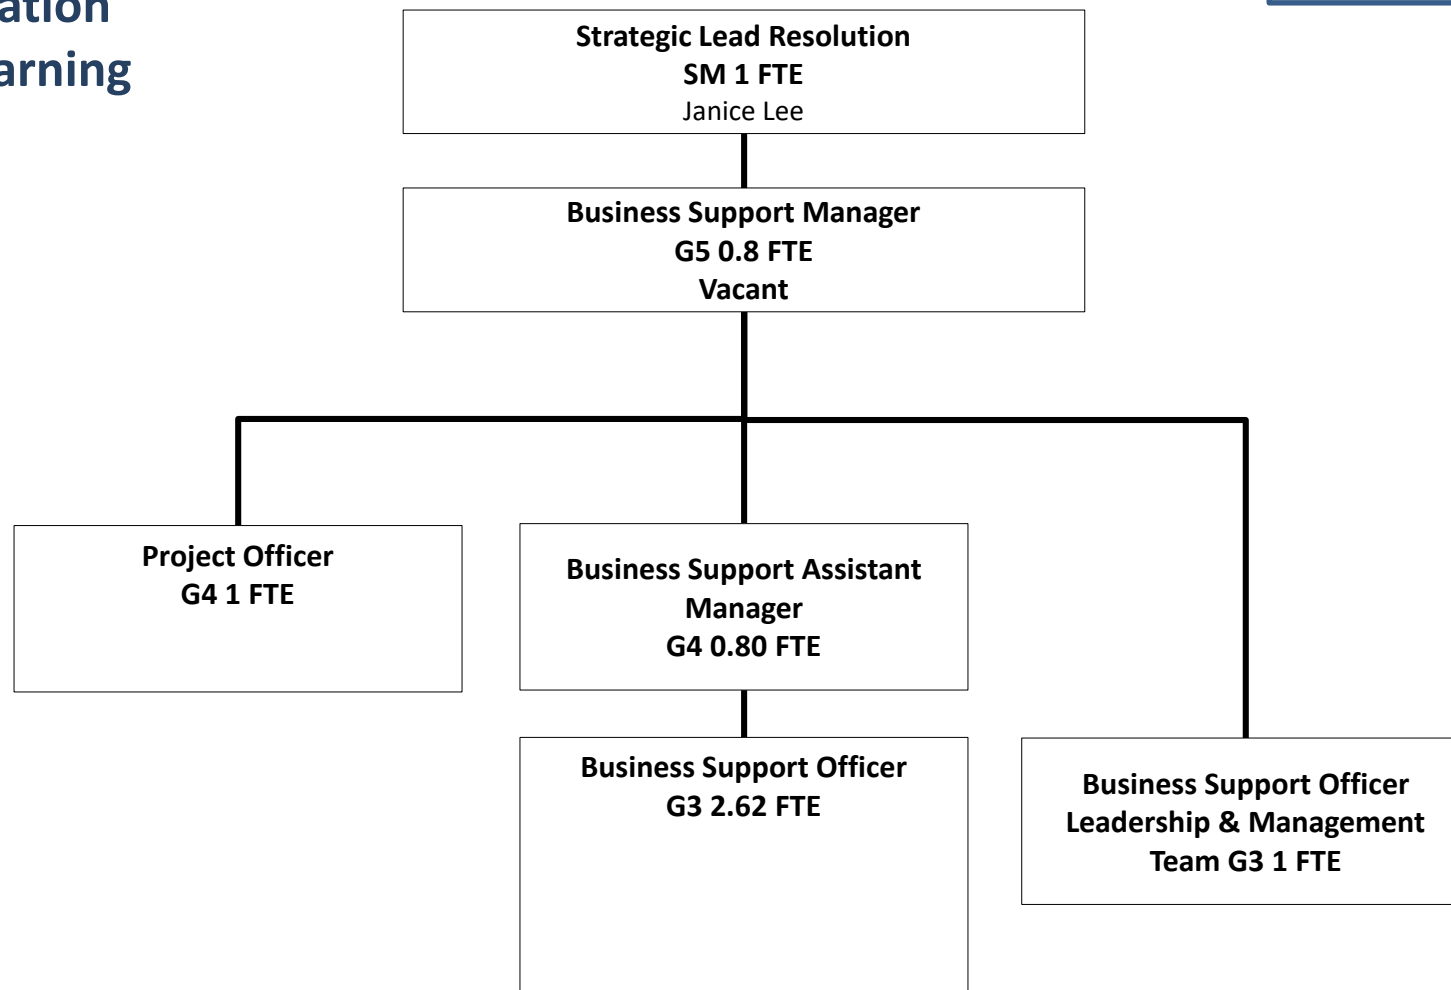 Strategic Lead Resolution
SM 1 FTE
Janice Lee
Business Support Manager
G5 0.8 FTE
Vacant
Project Officer
G4 1 FTE
Business Support Assistant
Manager
G4 0.80 FTE
Business Support Officer
G3 2.62 FTE
Business Support Officer
Leadership & Management
Team G3 1 FTE